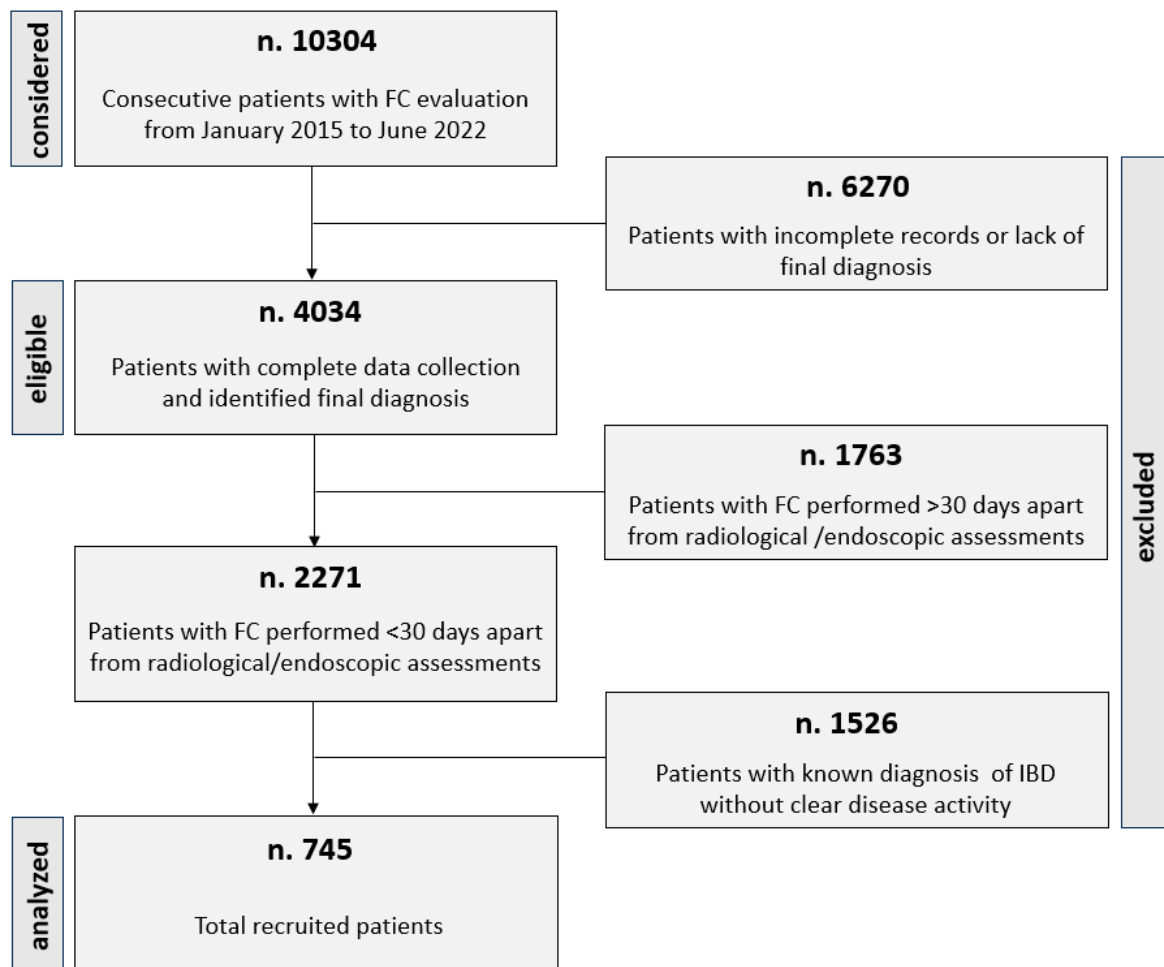 considered
n. 10304
Consecutive patients with FC evaluation
from January 2015 to June 2022
n. 6270
Patients with incomplete records or lack of
final diagnosis
eligible
n. 4034
Patients with complete data collection
and identified final diagnosis
n. 1763
Patients with FC performed >30 days apart
from radiological /endoscopic assessments
excluded
n. 2271
Patients with FC performed <30 days apart
from radiological/endoscopic assessments
n. 1526
Patients with known diagnosis  of IBD
without clear disease activity
analyzed
n. 745
Total recruited patients